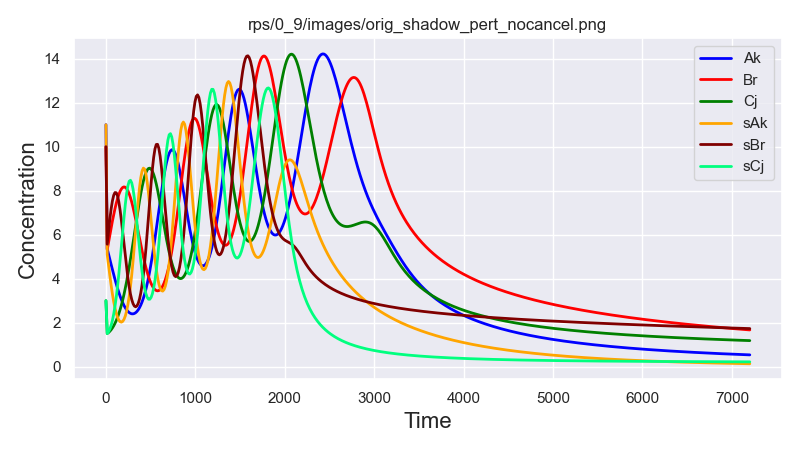 rps/0_9/images/orig_shadow_pert_nocancel.png
Concentration
14
12
10
8
6
4
2
0
Ak
Br
Cj
sAk
sBr
sCj
0 1000 2000 3000 4000 5000 6000 7000
Time